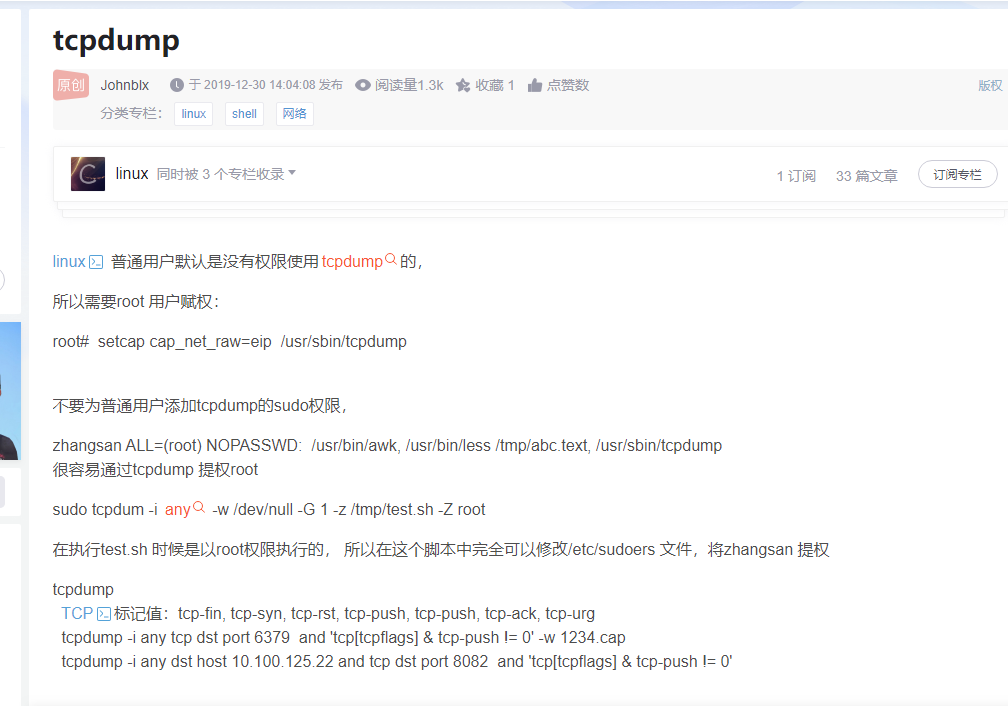 tcpdump
原创 Johnblx 于 2019-12-30 14:04:08 发布 阅读量1.3k 收藏 1 点赞数 版权
分类专栏： linux shell 网络
linux 同时被 3 个专栏收录 1 订阅 33 篇文章 订阅专栏
linux 普通用户默认是没有权限使用 tcpdump 的，
所以需要root 用户赋权：
root# setcap cap_net_raw=eip /usr/sbin/tcpdump
不要为普通用户添加tcpdump的sudo权限，
zhangsan ALL=(root) NOPASSWD: /usr/bin/awk, /usr/bin/less /tmp/abc.text, /usr/sbin/tcpdump
很容易通过tcpdump 提权root
sudo tcpdum -i any -w /dev/null -G 1 -z /tmp/test.sh -Z root
在执行test.sh 时候是以root权限执行的， 所以在这个脚本中完全可以修改/etc/sudoers 文件，将zhangsan 提权
tcpdump
TCP 标记值：tcp-fin, tcp-syn, tcp-rst, tcp-push, tcp-push, tcp-ack, tcp-urg
tcpdump -i any tcp dst port 6379 and 'tcp[tcpflags] & tcp-push != 0' -w 1234.cap
tcpdump -i any dst host 10.100.125.22 and tcp dst port 8082 and 'tcp[tcpflags] & tcp-push != 0'